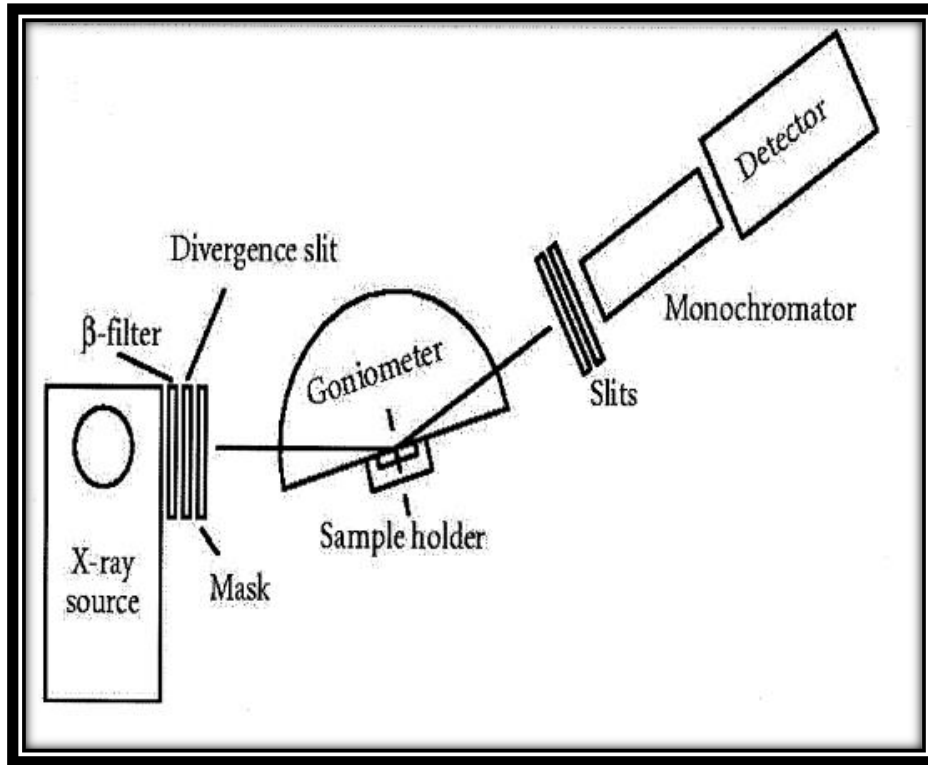 Detector
Divergence slit
Monochromator
β-filter
Goniometer
Slits
Sample holder
X-ray
source
Mask